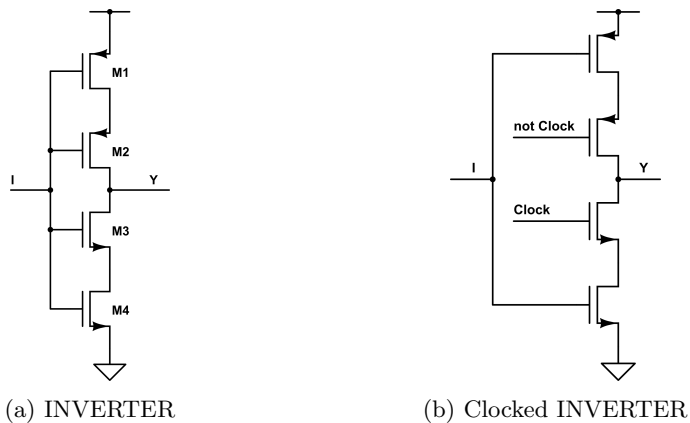 M1
M2
I
Y
M3
M4
(a) INVERTER
not Clock
I
Y
Clock
(b) Clocked INVERTER